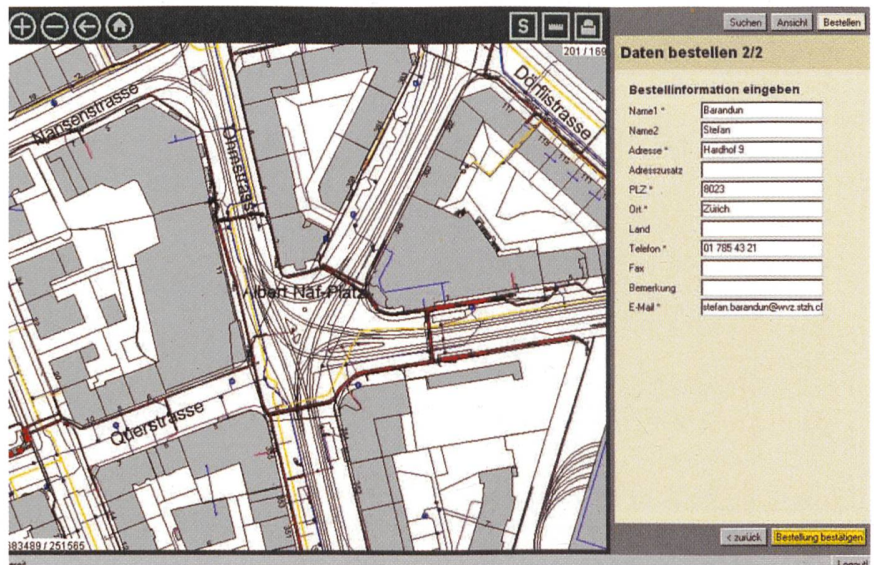 S
201 / 169
Nansenstrasse
Ohmstrasse
Dörflistrasse
Albert Näf-Platz
Querstrasse
683489 / 251565
Suchen
Ansicht
Bestellen
Daten bestellen 2/2
Bestellinformation eingeben
Name1 * Barandun
Name2 Stefan
Adresse * Hardhof 9
Adresszusatz
PLZ * 8023
Ort * Zürich
Land
Telefon * 01 785 43 21
Fax
Bemerkung
E-Mail * stefan.barandun@wvz.stzh.cl
< zurück
Bestellung bestätigen
Logout